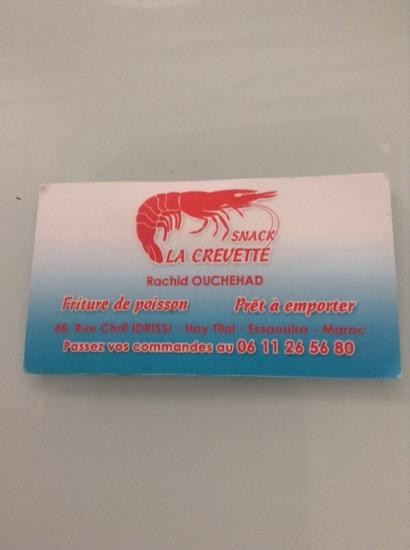 SNACK
LA CREVETTE
Rachid OUCHEHAD
Friture de poisson Prêt à emporter
48, Rue Chrif IDRISSI - Hay Tilal - Essaouira - Maroc
Passez vos commandes au 06 11 26 56 80